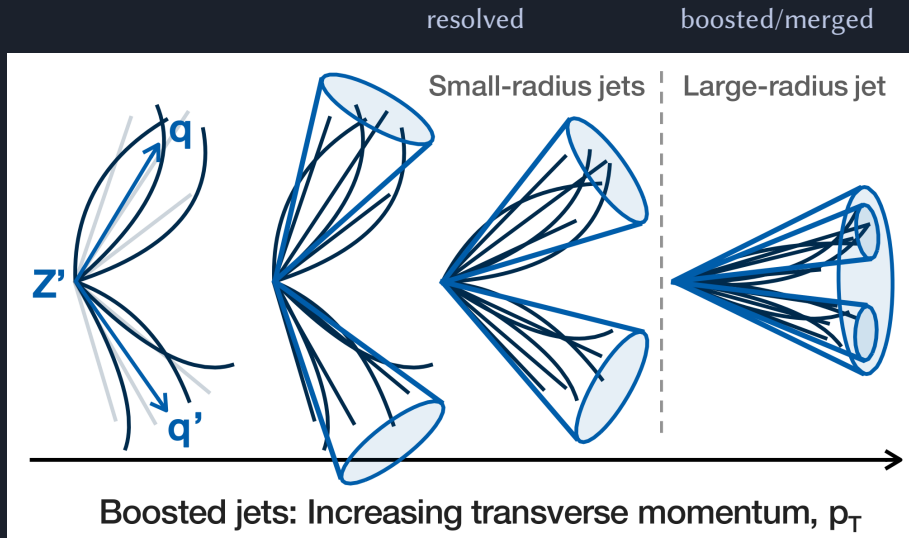 resolved boosted/merged
Small-radius jets Large-radius jet
q
Z'
q'
Boosted jets: Increasing transverse momentum, pT